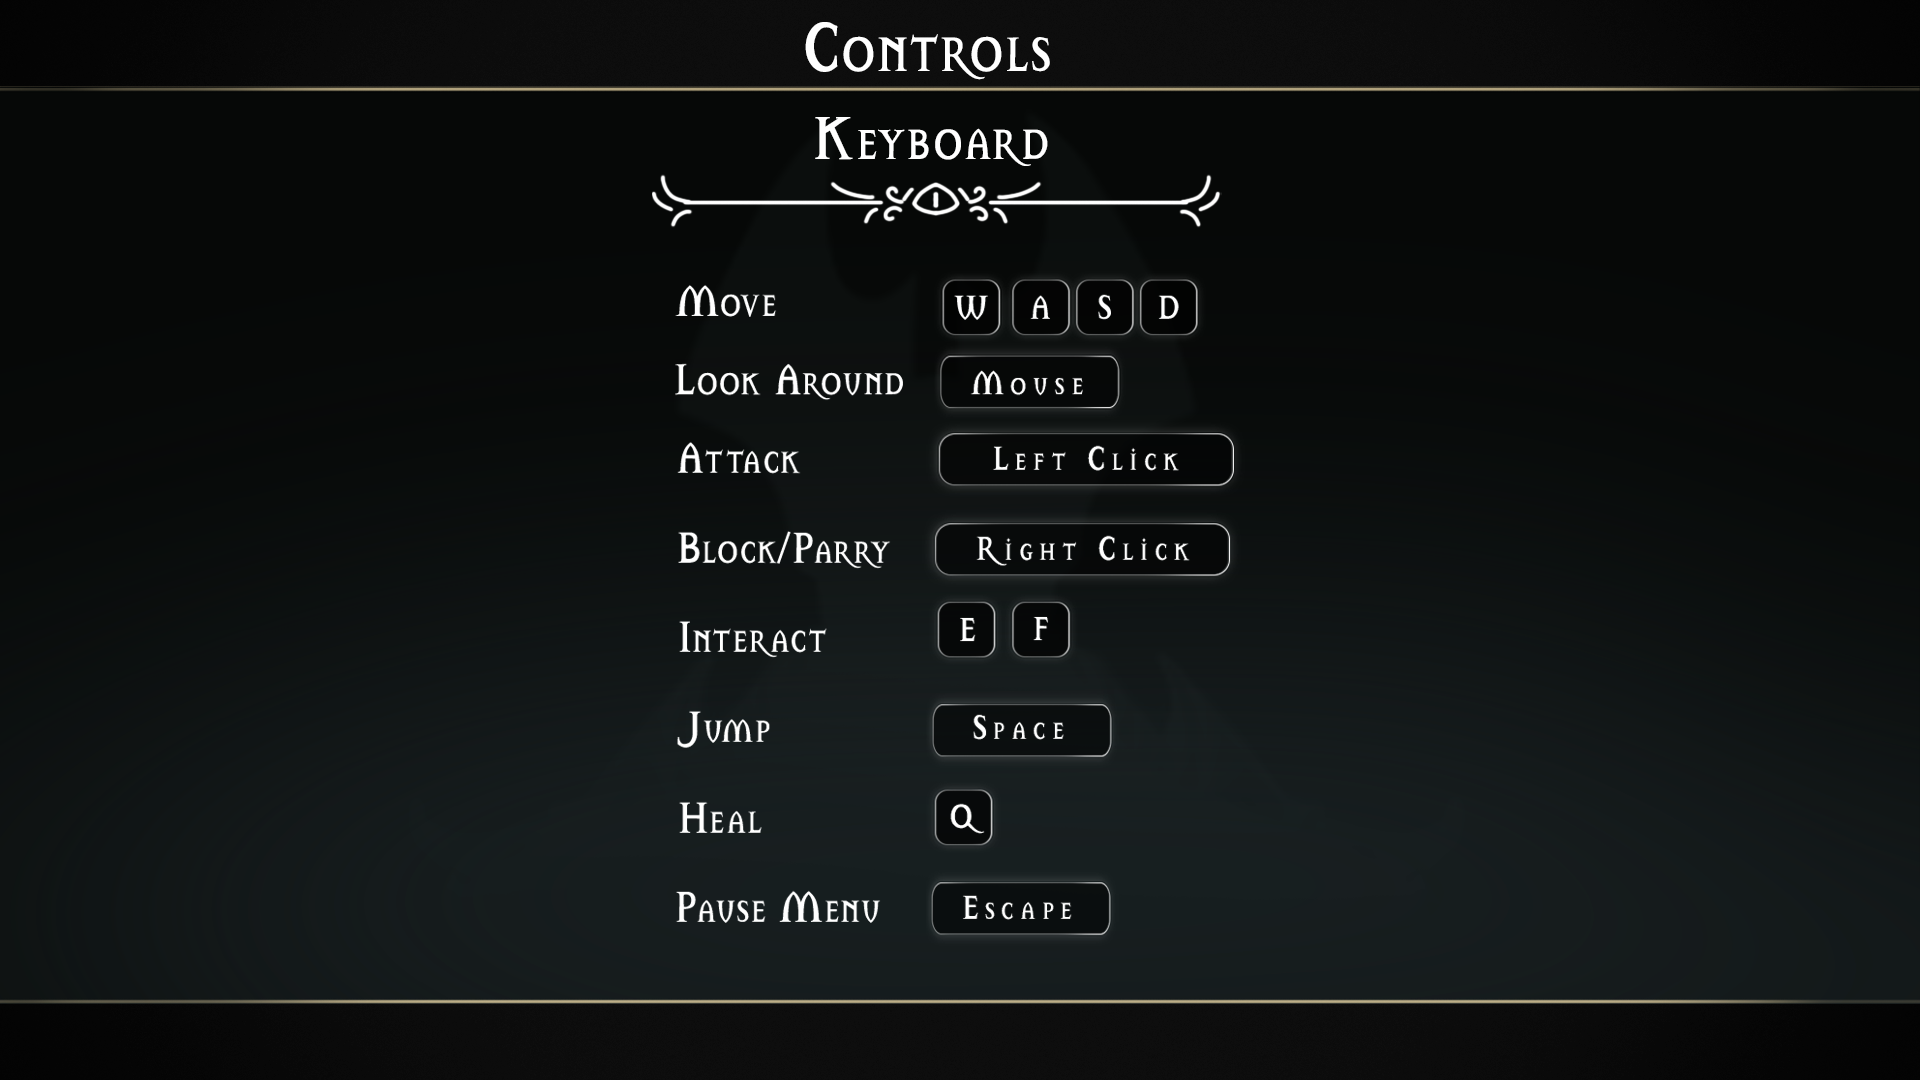 Controls
Keyboard
Move W A S D
Look Around Mouse
Attack Left Click
Block/Parry Right Click
Interact E F
Jump Space
Heal Q
Pause Menu Escape